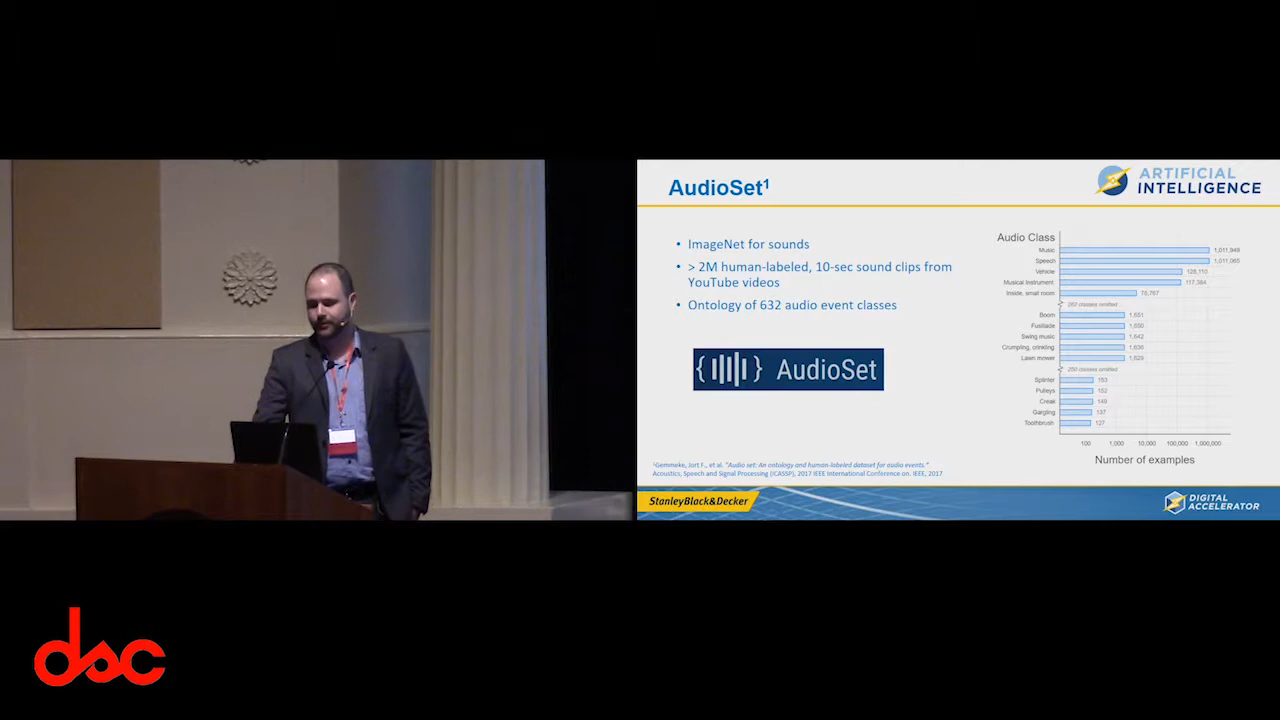 AudioSet¹
ARTIFICIAL
INTELLIGENCE
• ImageNet for sounds
• > 2M human-labeled, 10-sec sound clips from
YouTube videos
• Ontology of 632 audio event classes
{ } AudioSet
Audio Class
Music 1,011,949
Speech 1,011,065
Vehicle 128,110
Musical Instrument 117,384
Inside, small room 76,767
267 classes omitted ...
Boom 1,651
Fusillade 1,650
Swing music 1,642
Crumpling, crinkling 1,636
Lawn mower 1,629
250 classes omitted
Splinter 153
Pulleys 152
Creak 149
Gargling 137
Toothbrush 127
100 1,000 10,000 100,000 1,000,000
Number of examples
¹Gemmeke, Jort F., et al. "Audio set: An ontology and human-labeled dataset for audio events."
Acoustics, Speech and Signal Processing (ICASSP), 2017 IEEE International Conference on. IEEE, 2017
StanleyBlack&Decker
DIGITAL
ACCELERATOR
dsc